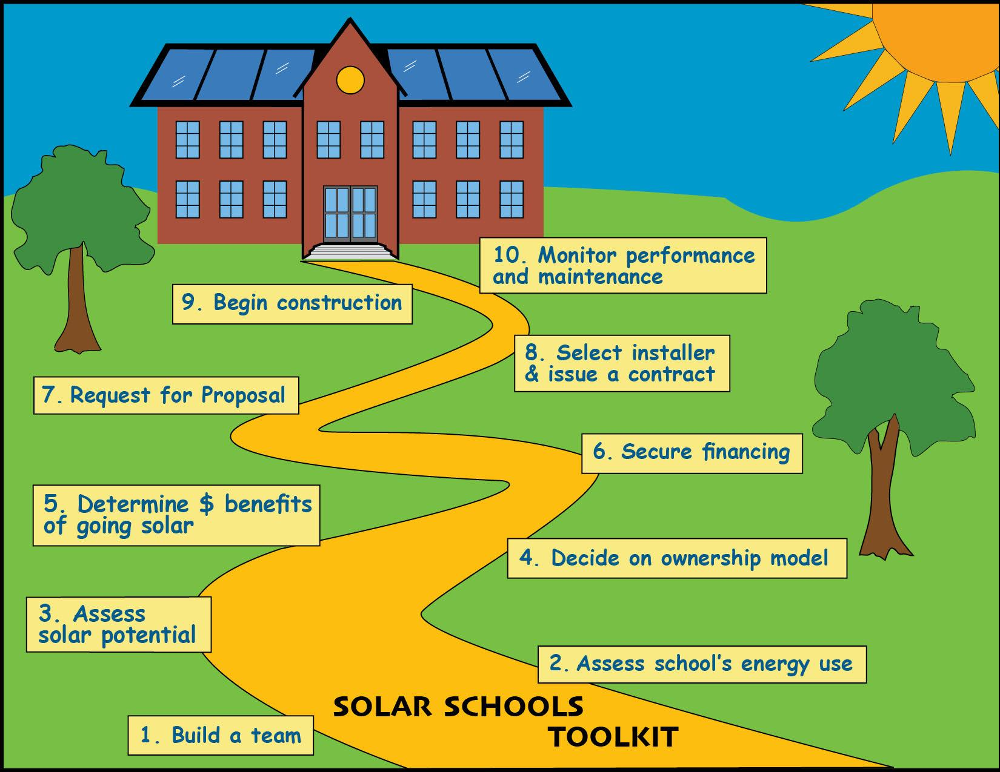 10. Monitor performance
and maintenance
9. Begin construction
8. Select installer
& issue a contract
7. Request for Proposal
6. Secure financing
5. Determine $ benefits
of going solar
4. Decide on ownership model
3. Assess
solar potential
2. Assess school's energy use
SOLAR SCHOOLS
TOOLKIT
1. Build a team